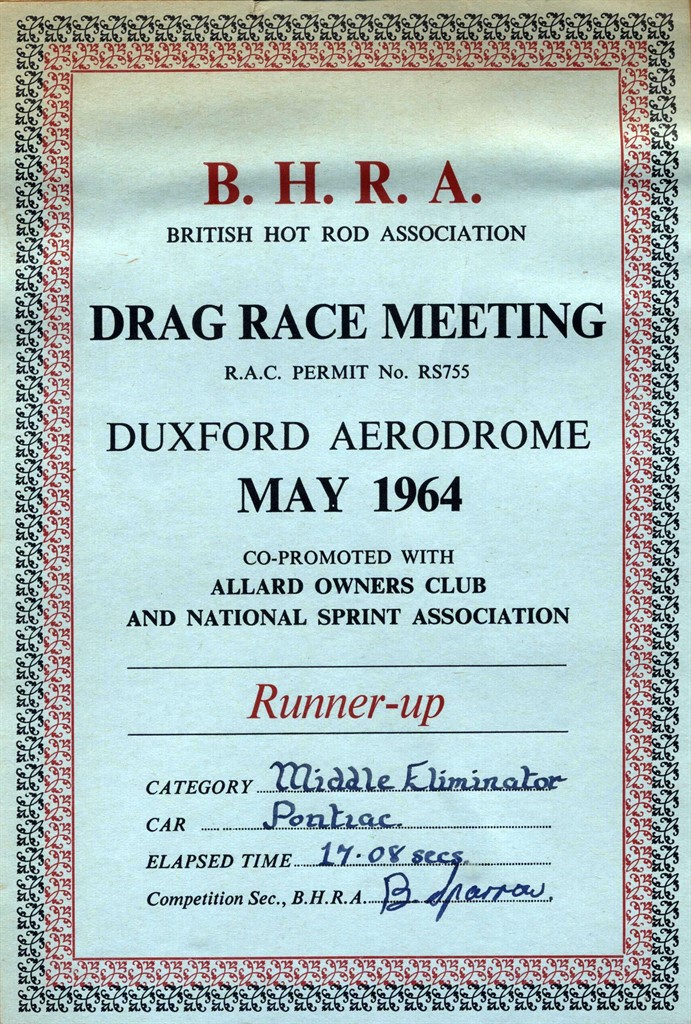 B. H. R. A.
BRITISH HOT ROD ASSOCIATION
DRAG RACE MEETING
R.A.C. PERMIT No. RS755
DUXFORD AERODROME
MAY 1964
CO-PROMOTED WITH
ALLARD OWNERS CLUB
AND NATIONAL SPRINT ASSOCIATION
Runner-up
CATEGORY Middle Eliminator
CAR Pontiac.
ELAPSED TIME 17.08 secs.
Competition Sec., B.H.R.A. B. Sparrow.